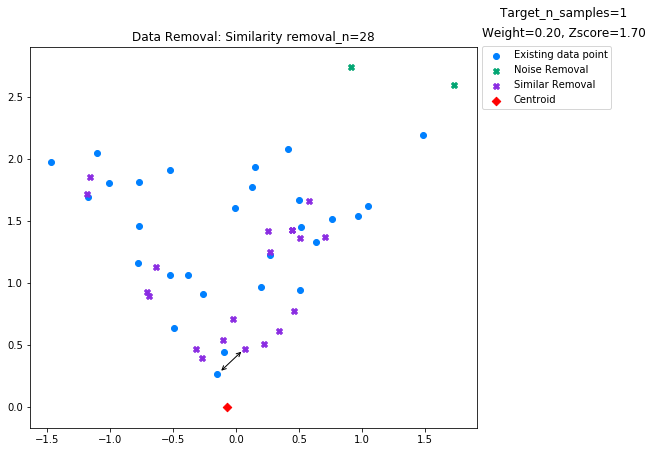 Target_n_samples=1
Weight=0.20, Zscore=1.70
Data Removal: Similarity removal_n=28
Existing data point
Noise Removal
Similar Removal
Centroid
2.5
2.0
1.5
1.0
0.5
0.0
−1.5 −1.0 −0.5 0.0 0.5 1.0 1.5